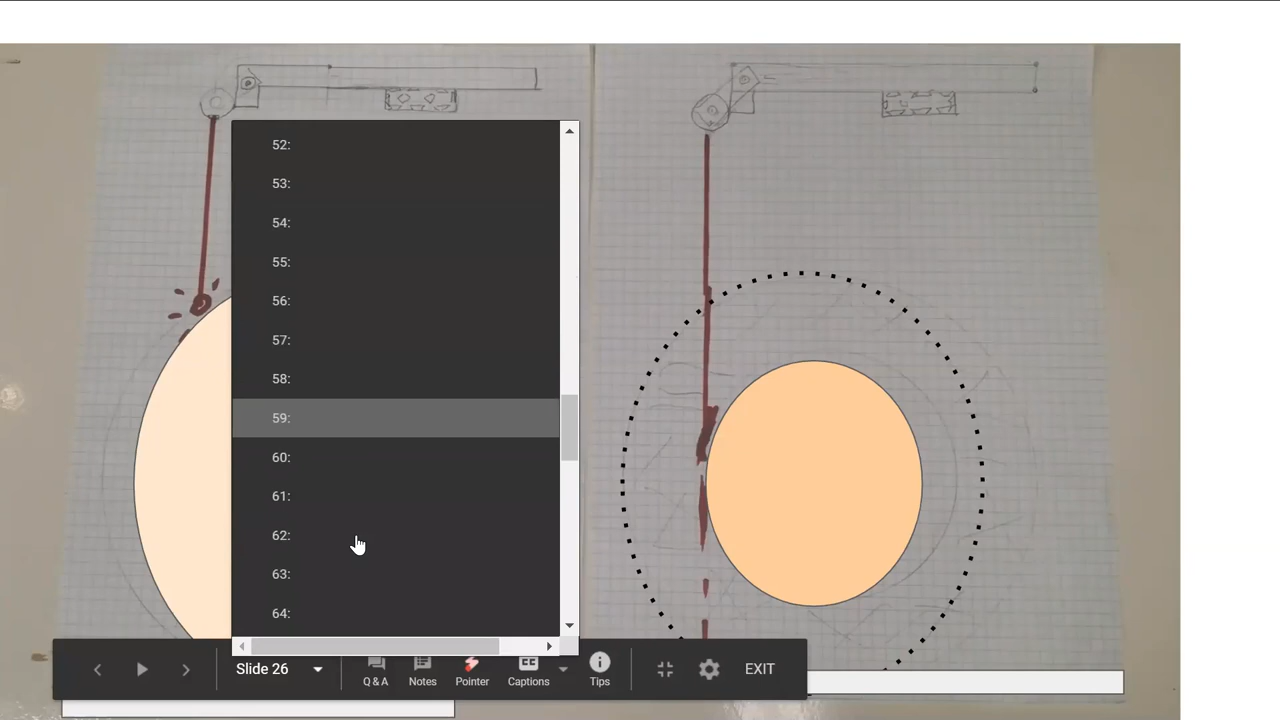 52:
53:
54:
55:
56:
57:
58:
59:
60:
61:
62:
63:
64:
Slide 26
Q & A
Notes
Pointer
CC
Captions
Tips
EXIT